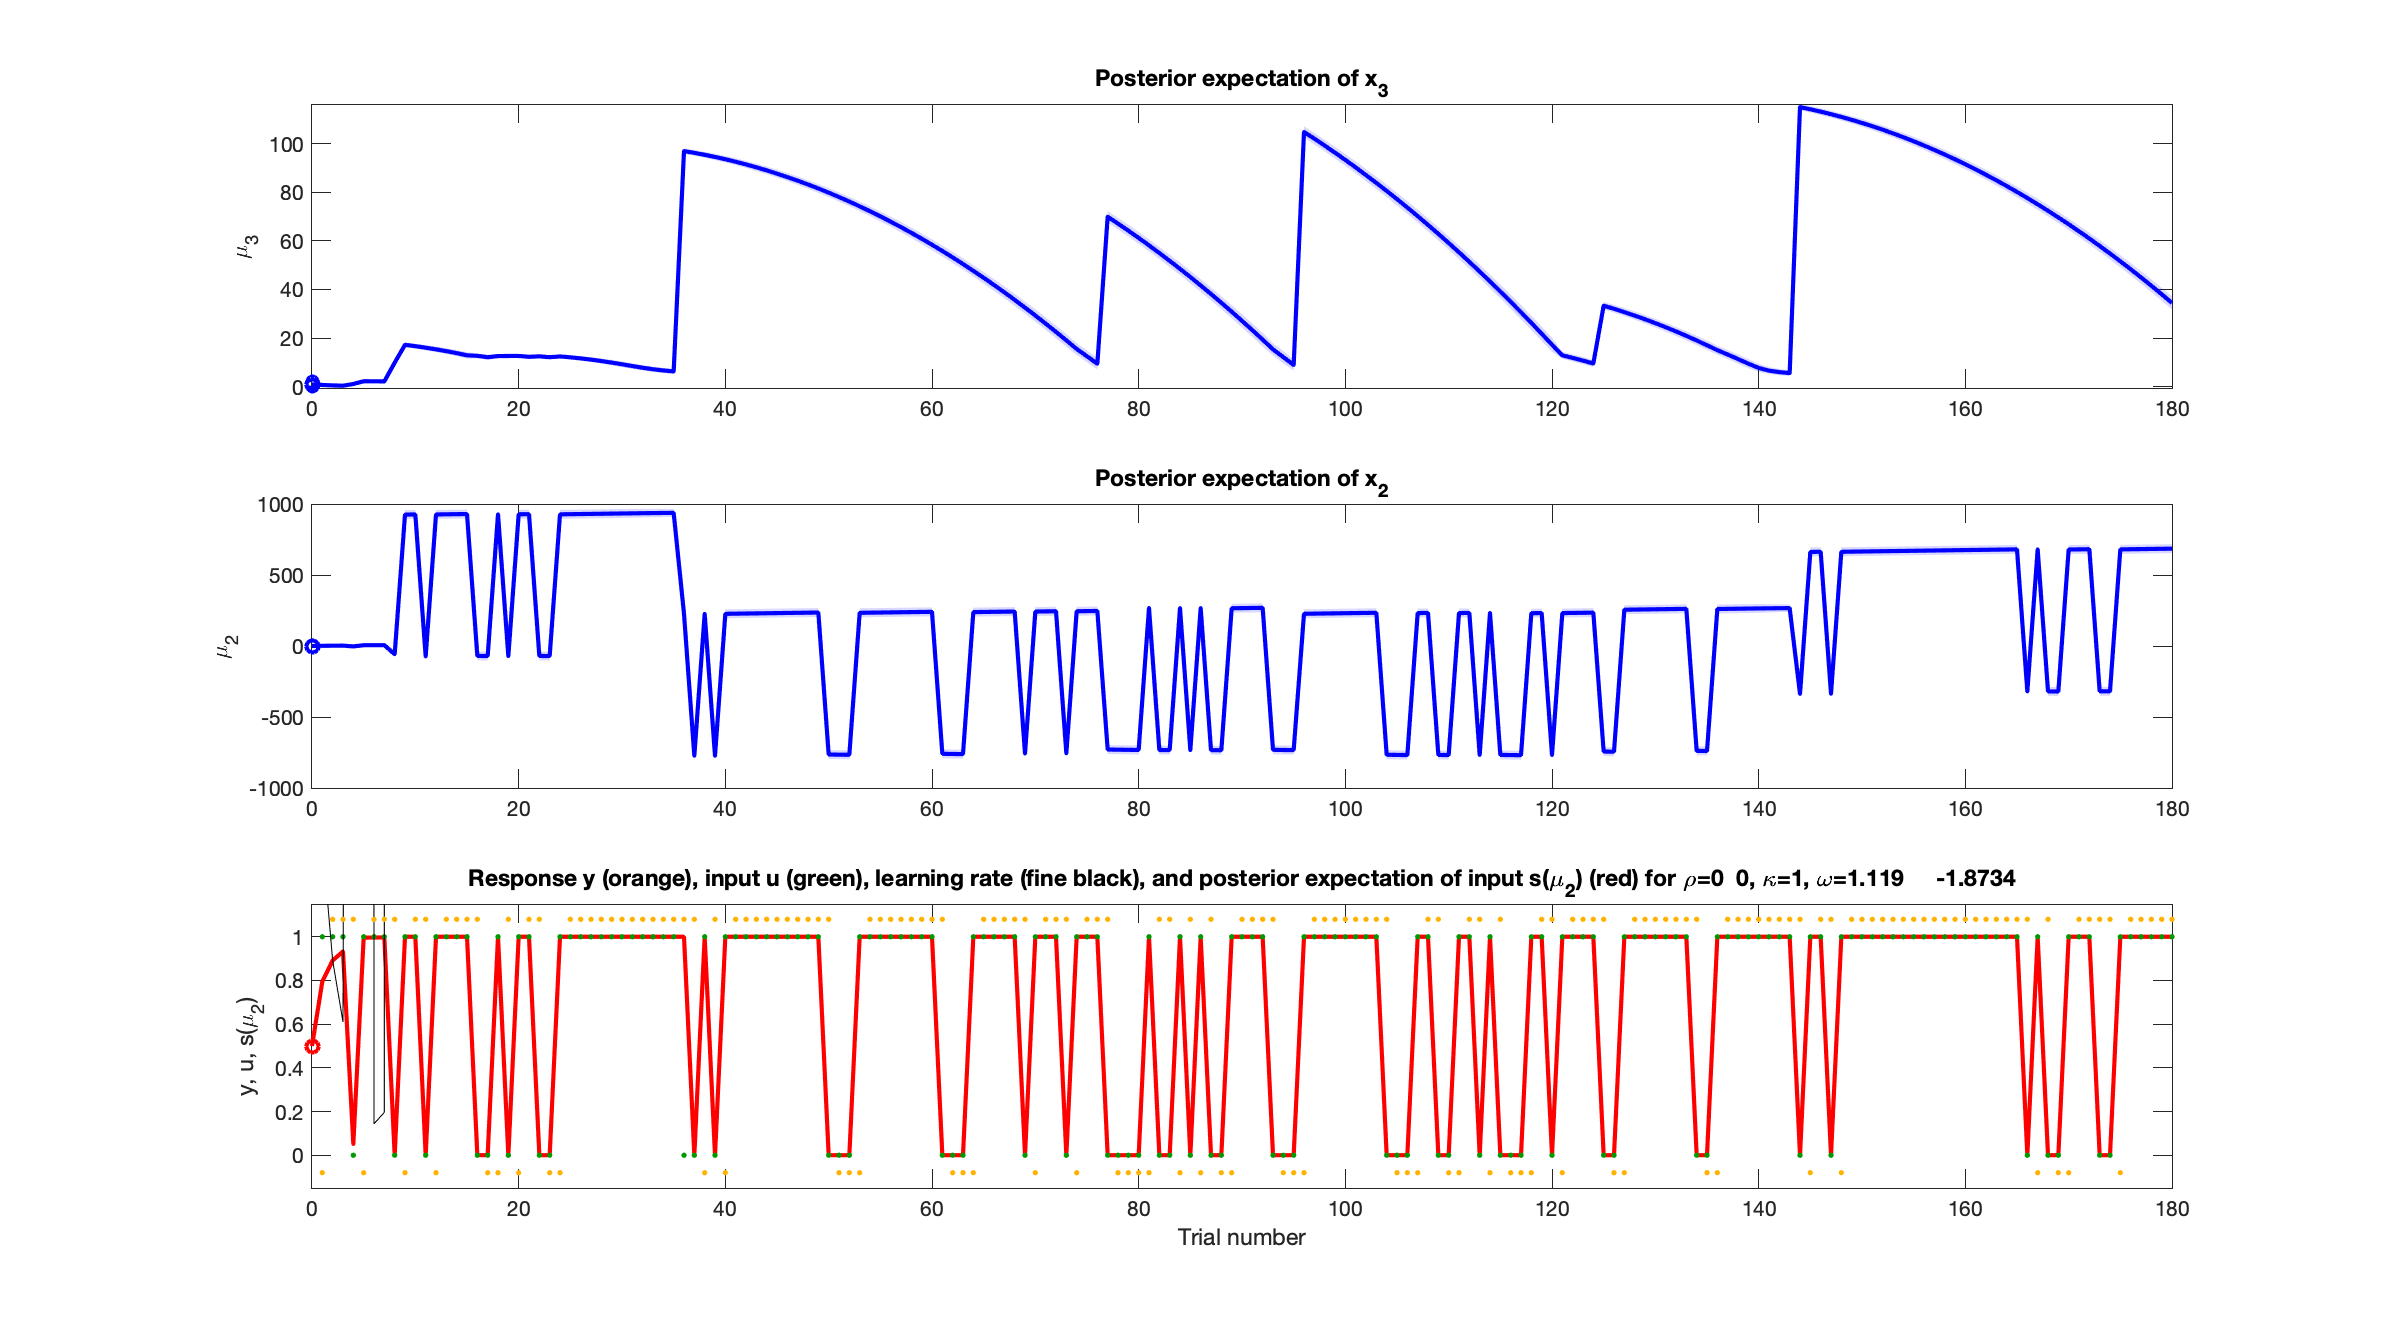 Posterior expectation of x3
100
80
60
40
20
0
μ3
0 20 40 60 80 100 120 140 160 180
Posterior expectation of x2
1000
500
0
-500
-1000
μ2
0 20 40 60 80 100 120 140 160 180
Response y (orange), input u (green), learning rate (fine black), and posterior expectation of input s(μ2) (red) for ρ=0 0, κ=1, ω=1.119 -1.8734
1
0.8
0.6
0.4
0.2
0
y, u, s(μ2)
0 20 40 60 80 100 120 140 160 180
Trial number